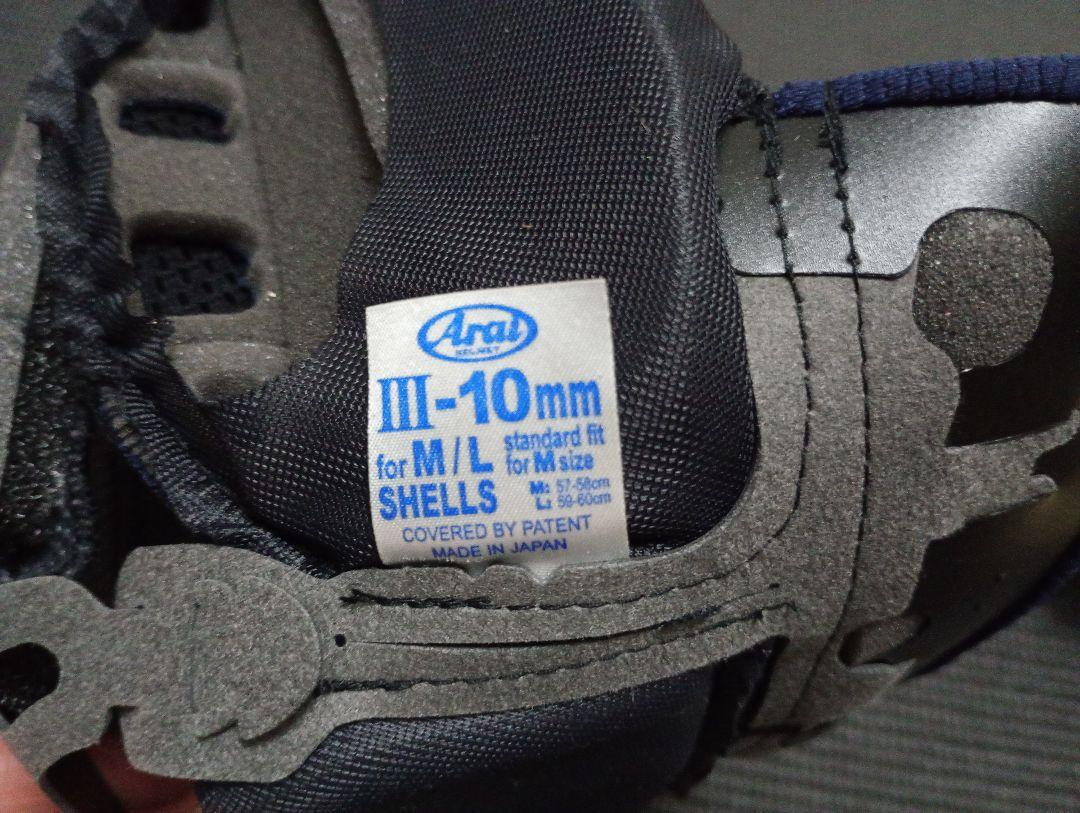 Arai
HELMET
III-10mm
for M/L standard fit
SHELLS for M size
M: 57-58cm
L: 59-60cm
COVERED BY PATENT
MADE IN JAPAN